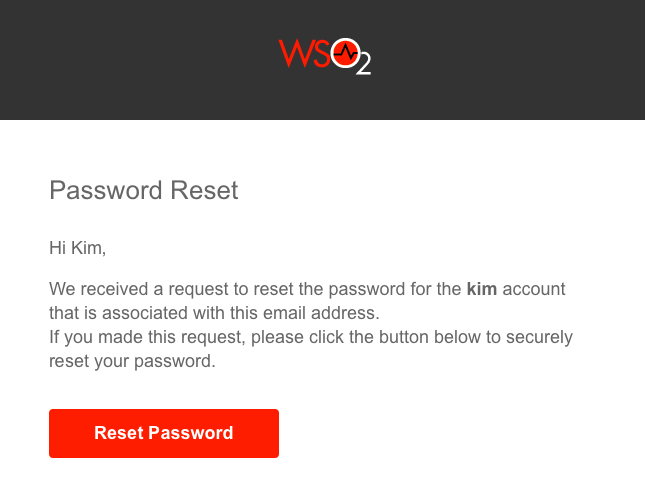 WSO2
Password Reset
Hi Kim,
We received a request to reset the password for the kim account
that is associated with this email address.
If you made this request, please click the button below to securely
reset your password.
Reset Password